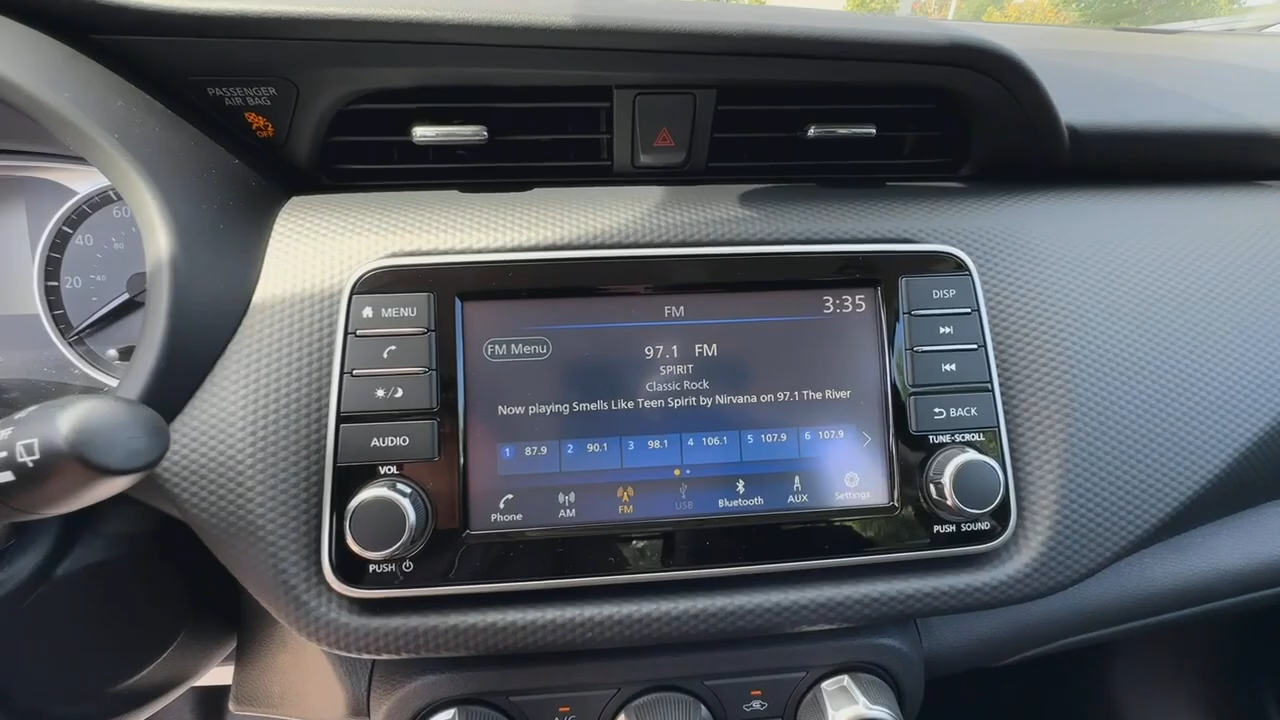 PASSENGER
AIR BAG
OFF
60
40
80
20
40
MENU
AUDIO
VOL
PUSH
FM
3:35
FM Menu
97.1 FM
SPIRIT
Classic Rock
Now playing Smells Like Teen Spirit by Nirvana on 97.1 The River
1 87.9 2 90.1 3 98.1 4 106.1 5 107.9 6 107.9
Phone AM FM USB Bluetooth AUX Settings
DISP
BACK
TUNE·SCROLL
PUSH SOUND
A/C